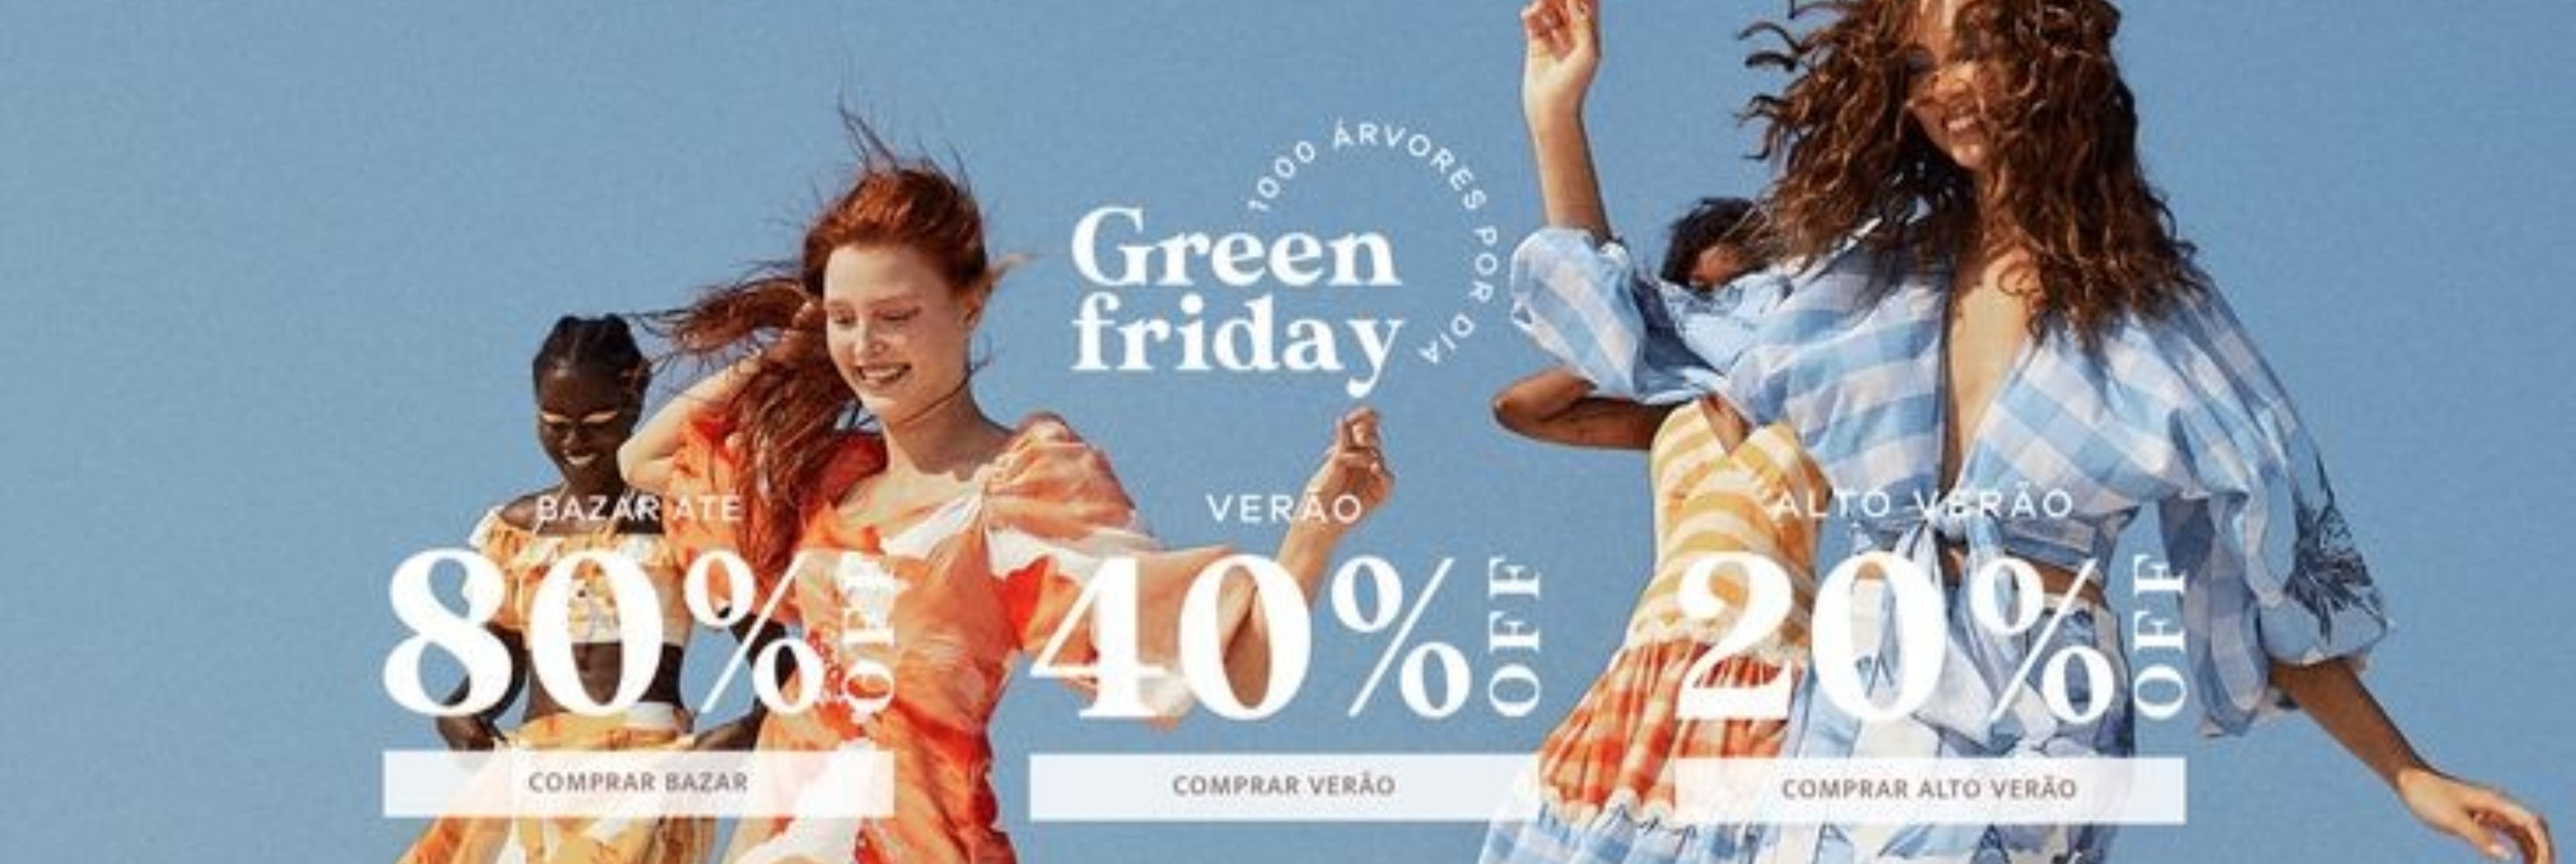 1000 ÁRVORES POR DIA
Green
friday
BAZAR ATÉ
80% OFF
COMPRAR BAZAR
VERÃO
40% OFF
COMPRAR VERÃO
ALTO VERÃO
20% OFF
COMPRAR ALTO VERÃO